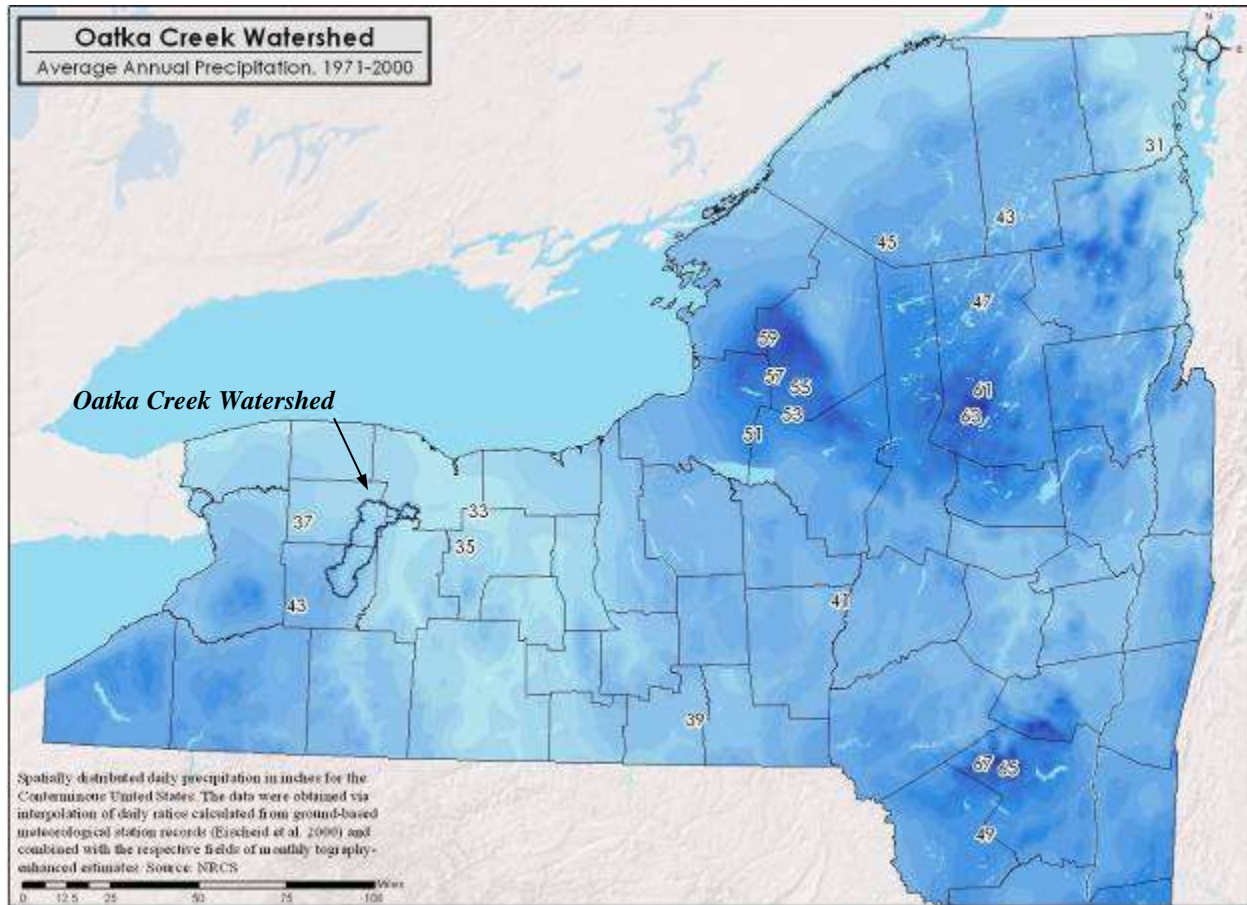 Oatka Creek Watershed
Average Annual Precipitation, 1971-2000
N
W
E
31
43
45
47
59
57
55
61
53
63
51
Oatka Creek Watershed
33
37
35
43
41
39
67
65
49
Spatially distributed daily precipitation in inches for the
Conterminous United States. The data were obtained via
interpolation of daily ratios calculated from ground-based
meteorological station records (Eischeid et al. 2000) and
combined with the respective fields of monthly tography-
enhanced estimates. Source: NRCS
Miles
0 12.5 25 50 75 100